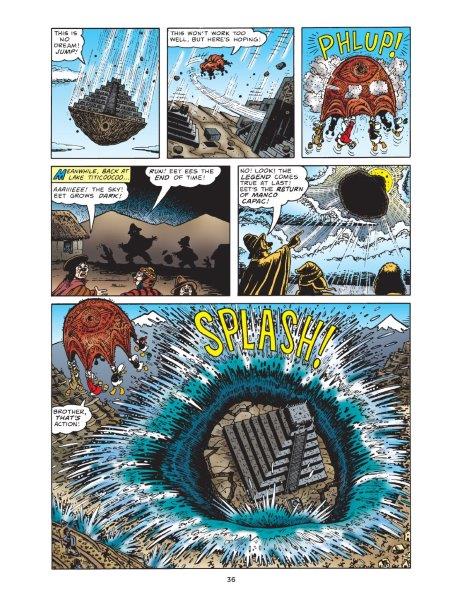 THIS IS
NO
DREAM!
JUMP!
THIS WON'T WORK TOO
WELL, BUT HERE'S HOPING!
PHLUP!
MEANWHILE, BACK AT
LAKE TITICOOCOO...
AAAIIEEE! THE SKY!
EET GROWS DARK!
RUN! EET EES THE
END OF TIME!
NO! LOOK! THE
LEGEND COMES
TRUE AT LAST!
EET'S THE RETURN
OF MANCO
CAPAC!
SPLASH!
BROTHER,
THAT'S
ACTION!
36